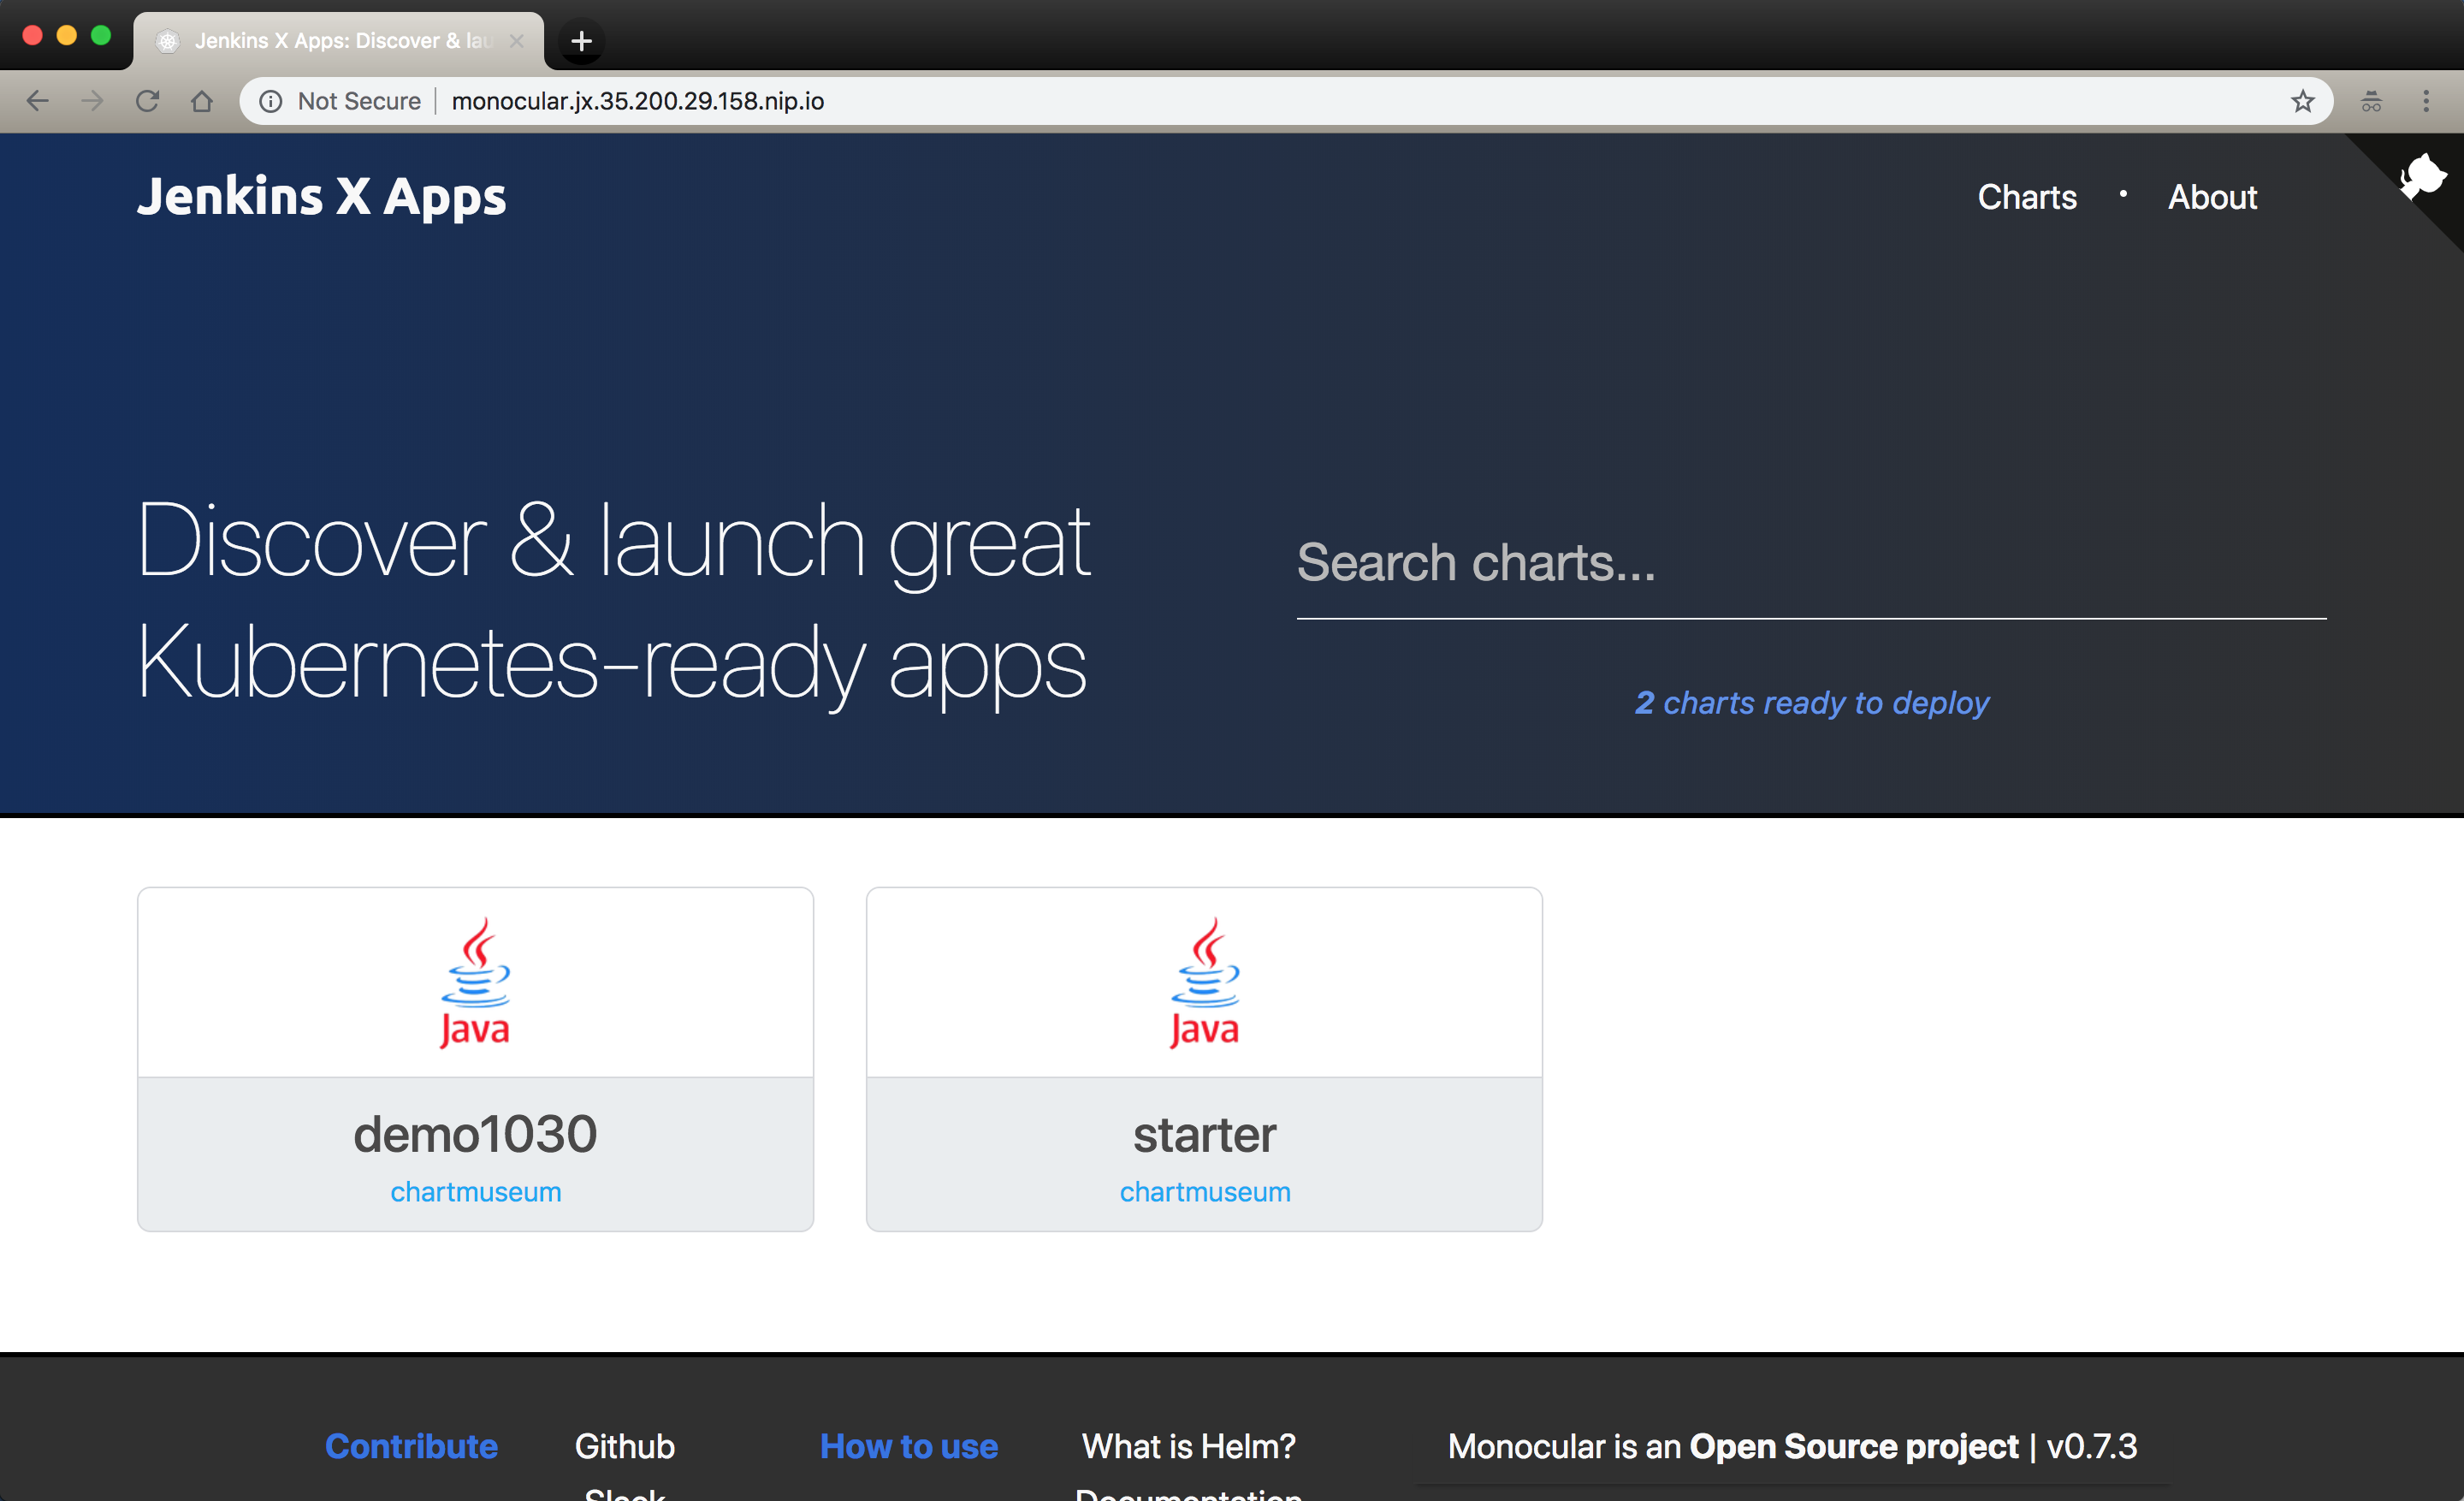 Jenkins X Apps: Discover & lau
Not Secure monocular.jx.35.200.29.158.nip.io
Jenkins X Apps
Charts • About
Discover & launch great
Kubernetes-ready apps
Search charts...
2 charts ready to deploy
Java
demo1030
chartmuseum
Java
starter
chartmuseum
Contribute
Github
Slack
How to use
What is Helm?
Documentation
Monocular is an Open Source project | v0.7.3